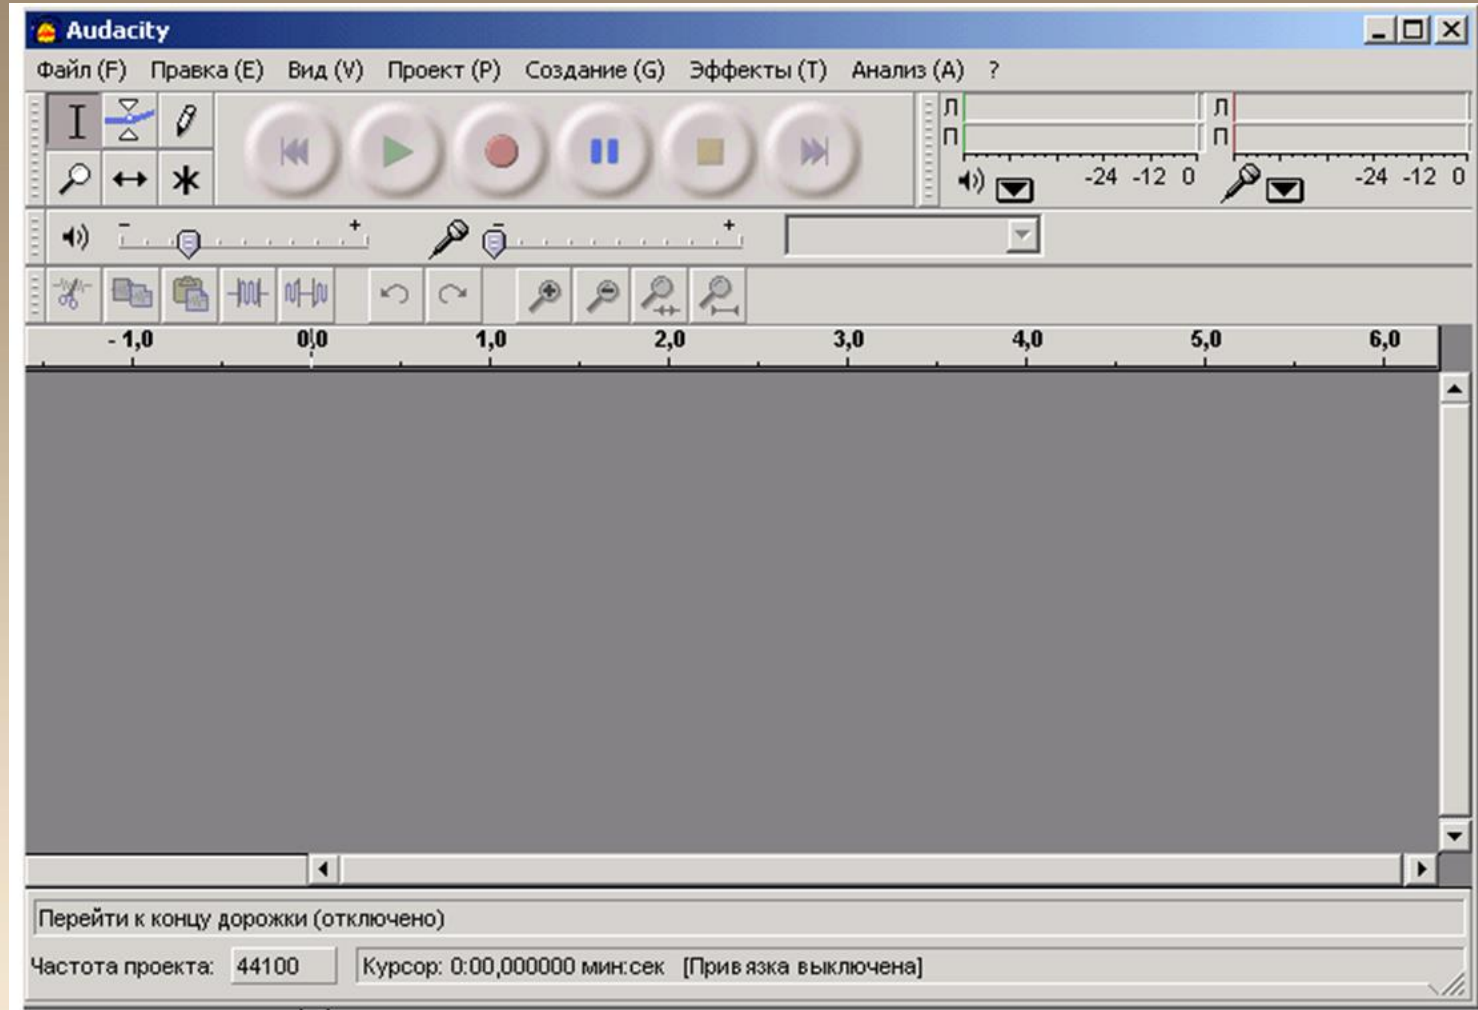 Audacity
Файл (F) Правка (E) Вид (V) Проект (P) Создание (G) Эффекты (T) Анализ (A) ?
Л Л
П П
-24 -12 0 -24 -12 0
- + - +
- 1,0 0,0 1,0 2,0 3,0 4,0 5,0 6,0
Перейти к концу дорожки (отключено)
Частота проекта: 44100 Курсор: 0:00,000000 мин:сек [Привязка выключена]